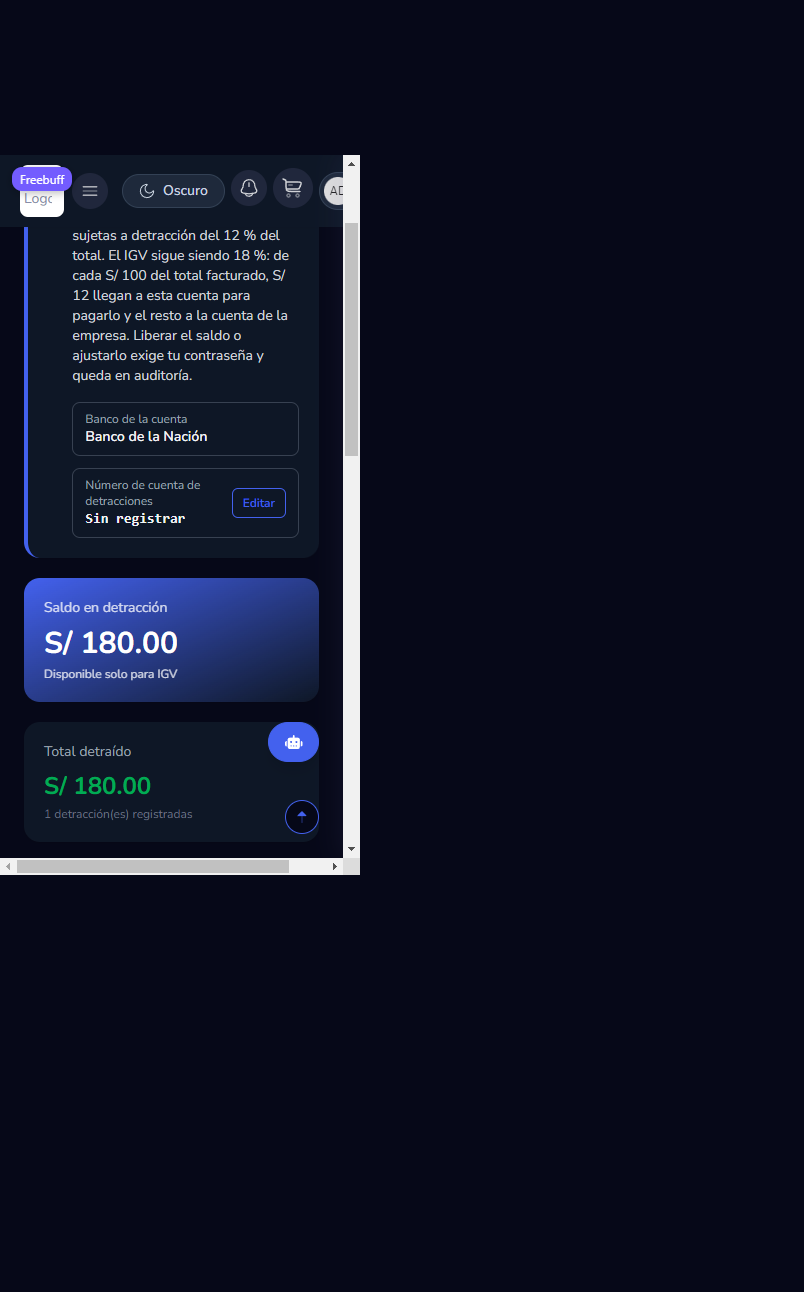 Freebuff
Logo
Oscuro
AD
sujetas a detracción del 12 % del
total. El IGV sigue siendo 18 %: de
cada S/ 100 del total facturado, S/
12 llegan a esta cuenta para
pagarlo y el resto a la cuenta de la
empresa. Liberar el saldo o
ajustarlo exige tu contraseña y
queda en auditoría.
Banco de la cuenta
Banco de la Nación
Número de cuenta de
detracciones
Sin registrar
Editar
Saldo en detracción
S/ 180.00
Disponible solo para IGV
Total detraído
S/ 180.00
1 detracción(es) registradas